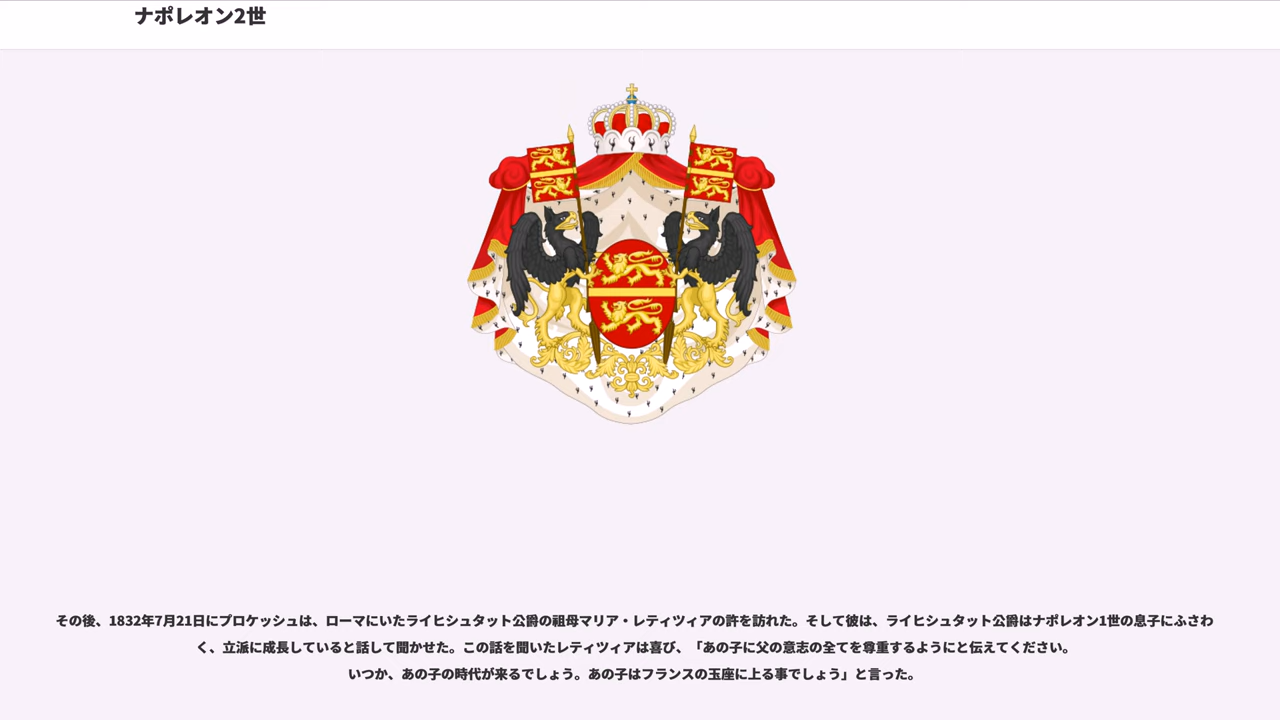 ナポレオン2世
その後、1832年7月21日にプロケッシュは、ローマにいたライヒシュタット公爵の祖母マリア・レティツィアの許を訪れた。そして彼は、ライヒシュタット公爵はナポレオン1世の息子にふさわ
く、立派に成長していると話して聞かせた。この話を聞いたレティツィアは喜び、「あの子に父の意志の全てを尊重するようにと伝えてください。
いつか、あの子の時代が来るでしょう。あの子はフランスの玉座に上る事でしょう」と言った。